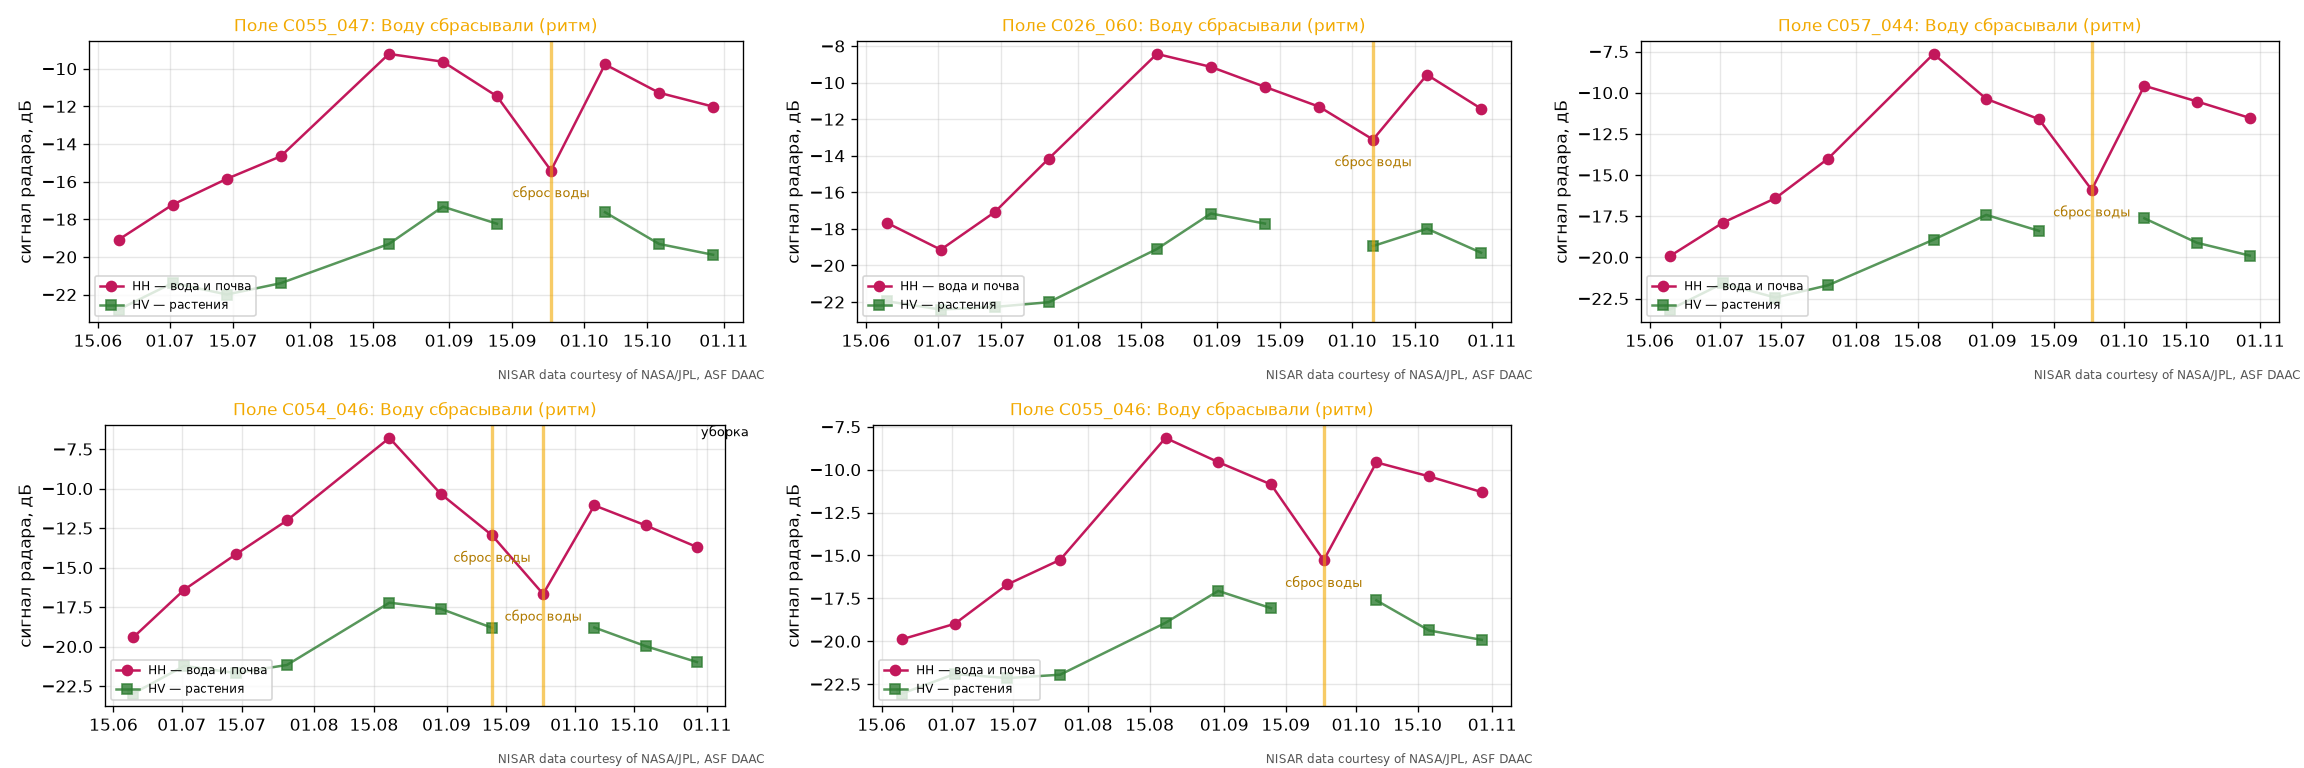 Поле C055_047: Воду сбрасывали (ритм)
сигнал радара, дБ
−10
−12
−14
−16
−18
−20
−22
сброс воды
HH — вода и почва
HV — растения
15.06 01.07 15.07 01.08 15.08 01.09 15.09 01.10 15.10 01.11
NISAR data courtesy of NASA/JPL, ASF DAAC
Поле C026_060: Воду сбрасывали (ритм)
сигнал радара, дБ
−8
−10
−12
−14
−16
−18
−20
−22
сброс воды
HH — вода и почва
HV — растения
15.06 01.07 15.07 01.08 15.08 01.09 15.09 01.10 15.10 01.11
NISAR data courtesy of NASA/JPL, ASF DAAC
Поле C057_044: Воду сбрасывали (ритм)
сигнал радара, дБ
−7.5
−10.0
−12.5
−15.0
−17.5
−20.0
−22.5
сброс воды
HH — вода и почва
HV — растения
15.06 01.07 15.07 01.08 15.08 01.09 15.09 01.10 15.10 01.11
NISAR data courtesy of NASA/JPL, ASF DAAC
Поле C054_046: Воду сбрасывали (ритм)
уборка
сигнал радара, дБ
−7.5
−10.0
−12.5
−15.0
−17.5
−20.0
−22.5
сброс воды
сброс воды
HH — вода и почва
HV — растения
15.06 01.07 15.07 01.08 15.08 01.09 15.09 01.10 15.10 01.11
NISAR data courtesy of NASA/JPL, ASF DAAC
Поле C055_046: Воду сбрасывали (ритм)
сигнал радара, дБ
−7.5
−10.0
−12.5
−15.0
−17.5
−20.0
−22.5
сброс воды
HH — вода и почва
HV — растения
15.06 01.07 15.07 01.08 15.08 01.09 15.09 01.10 15.10 01.11
NISAR data courtesy of NASA/JPL, ASF DAAC